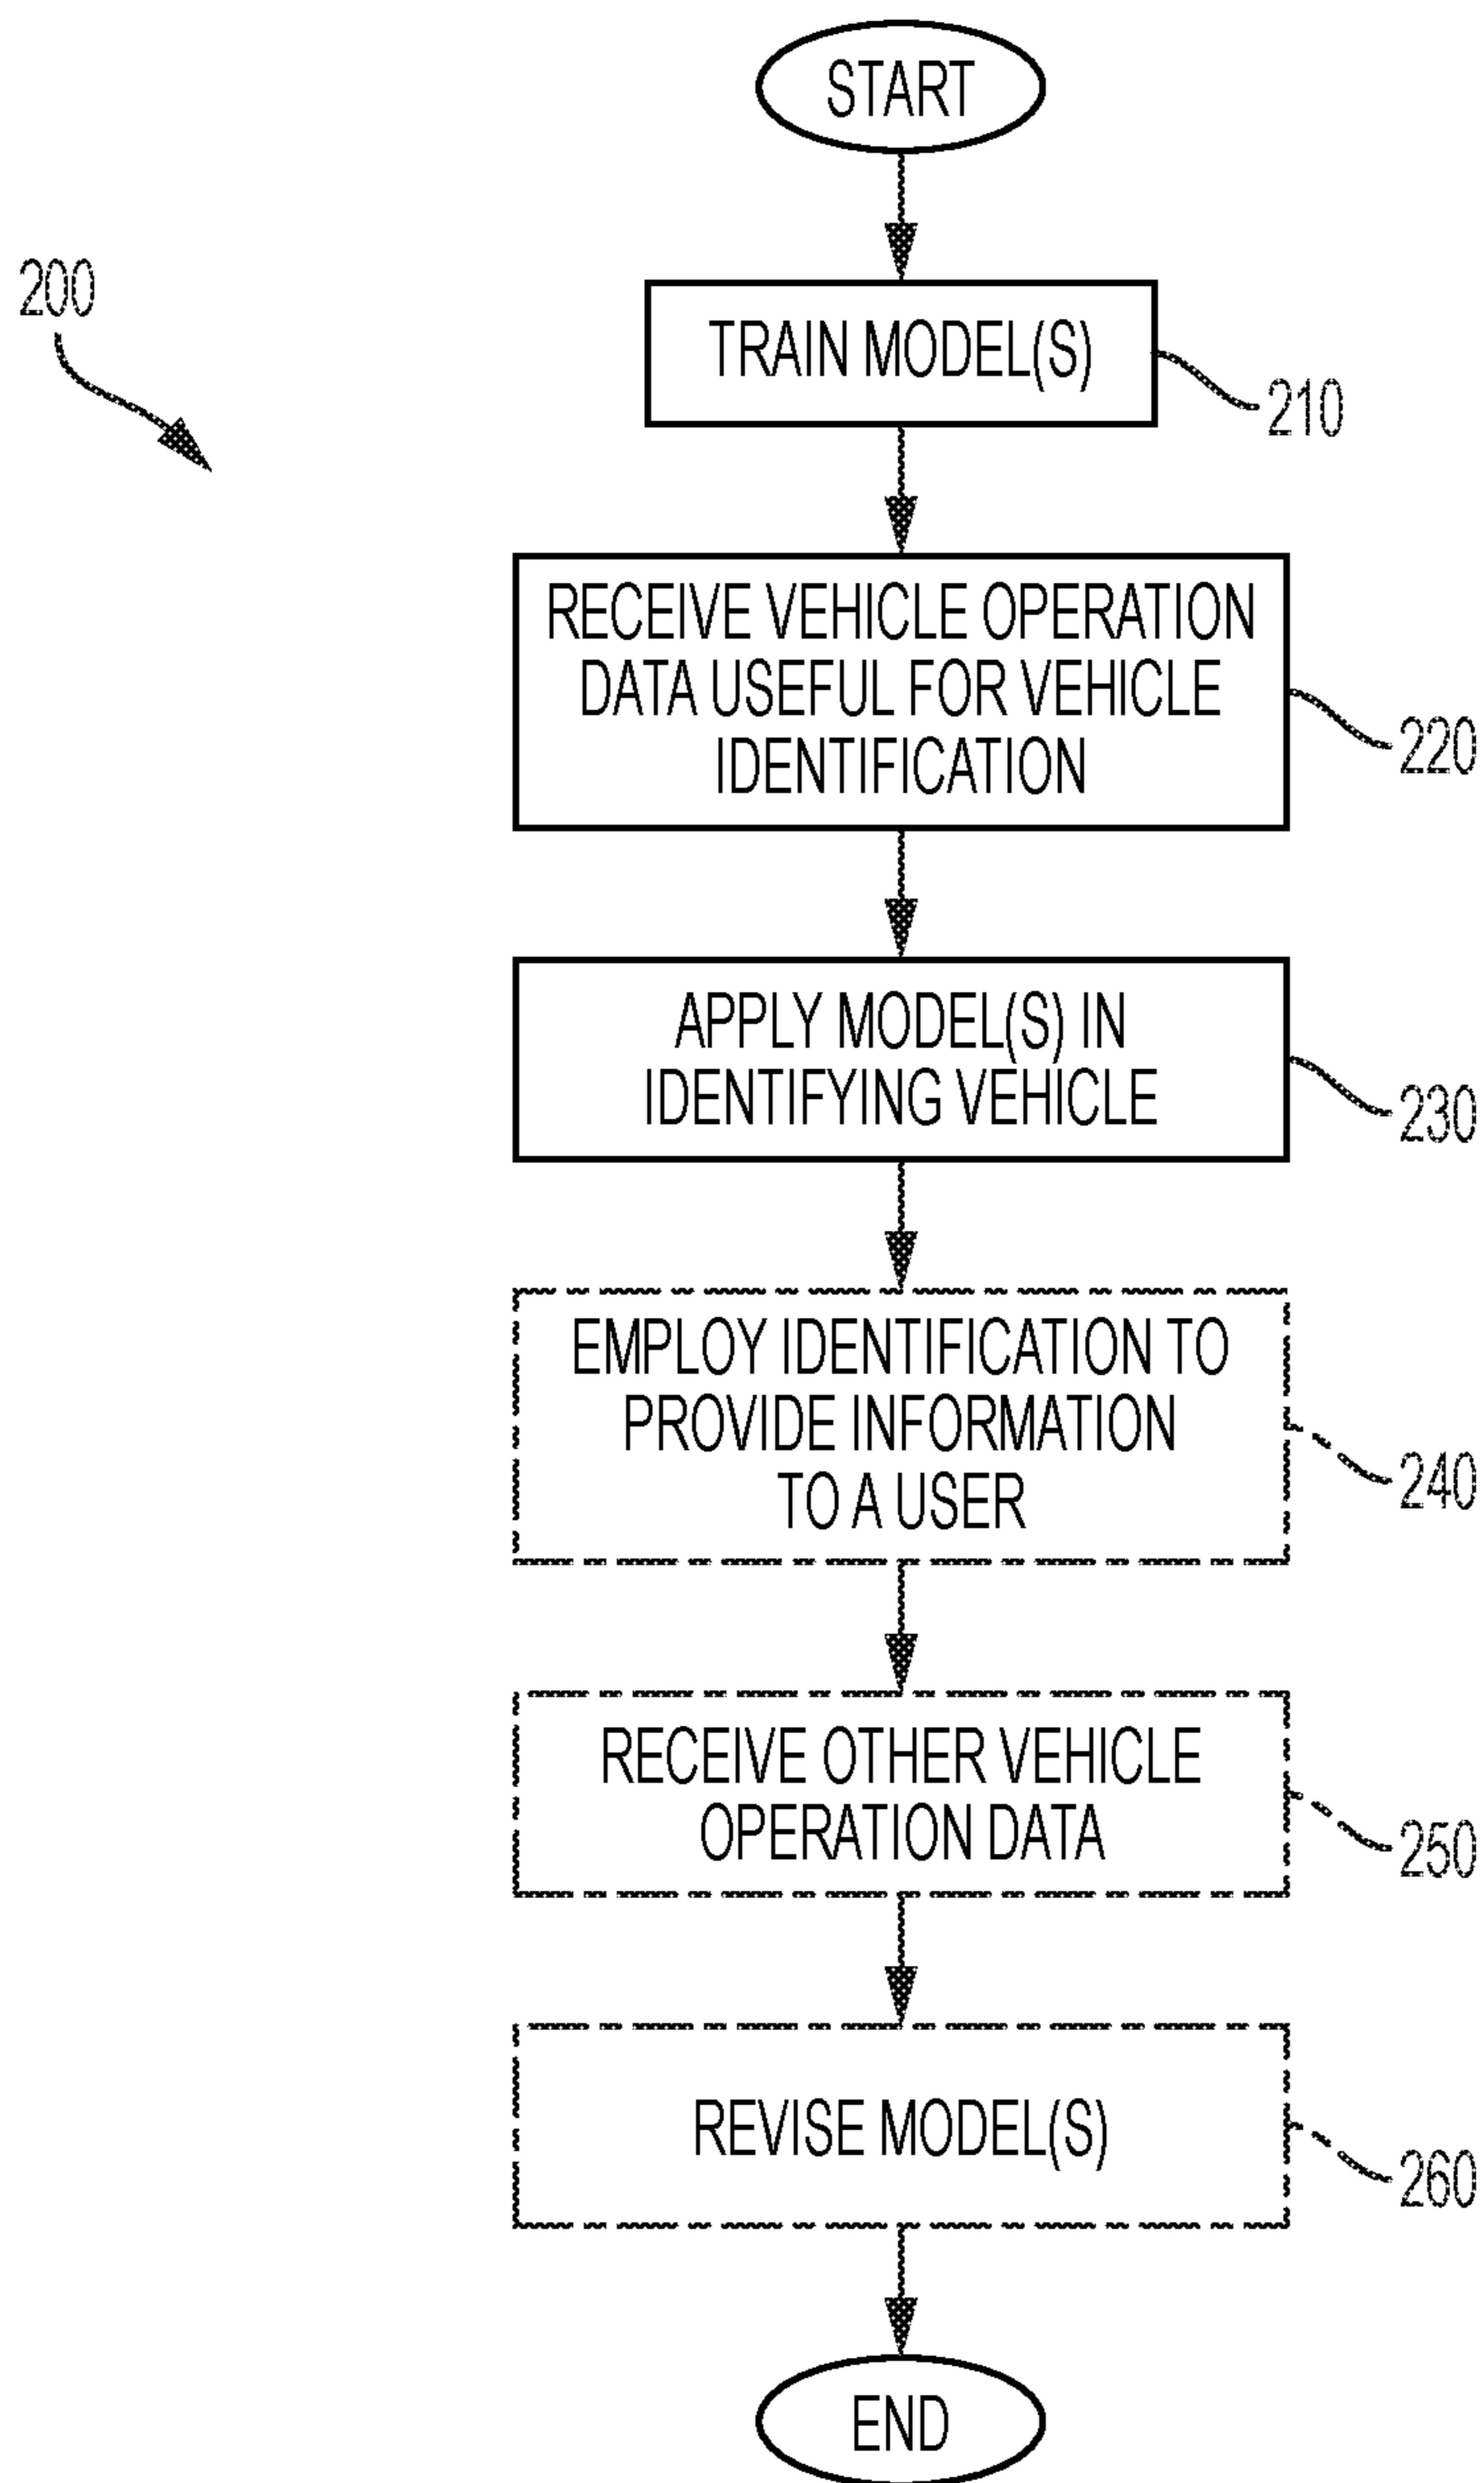 START
200
TRAIN MODEL(S)
210
RECEIVE VEHICLE OPERATION
DATA USEFUL FOR VEHICLE
IDENTIFICATION
220
APPLY MODEL(S) IN
IDENTIFYING VEHICLE
230
EMPLOY IDENTIFICATION TO
PROVIDE INFORMATION
TO A USER
240
RECEIVE OTHER VEHICLE
OPERATION DATA
250
REVISE MODEL(S)
260
END